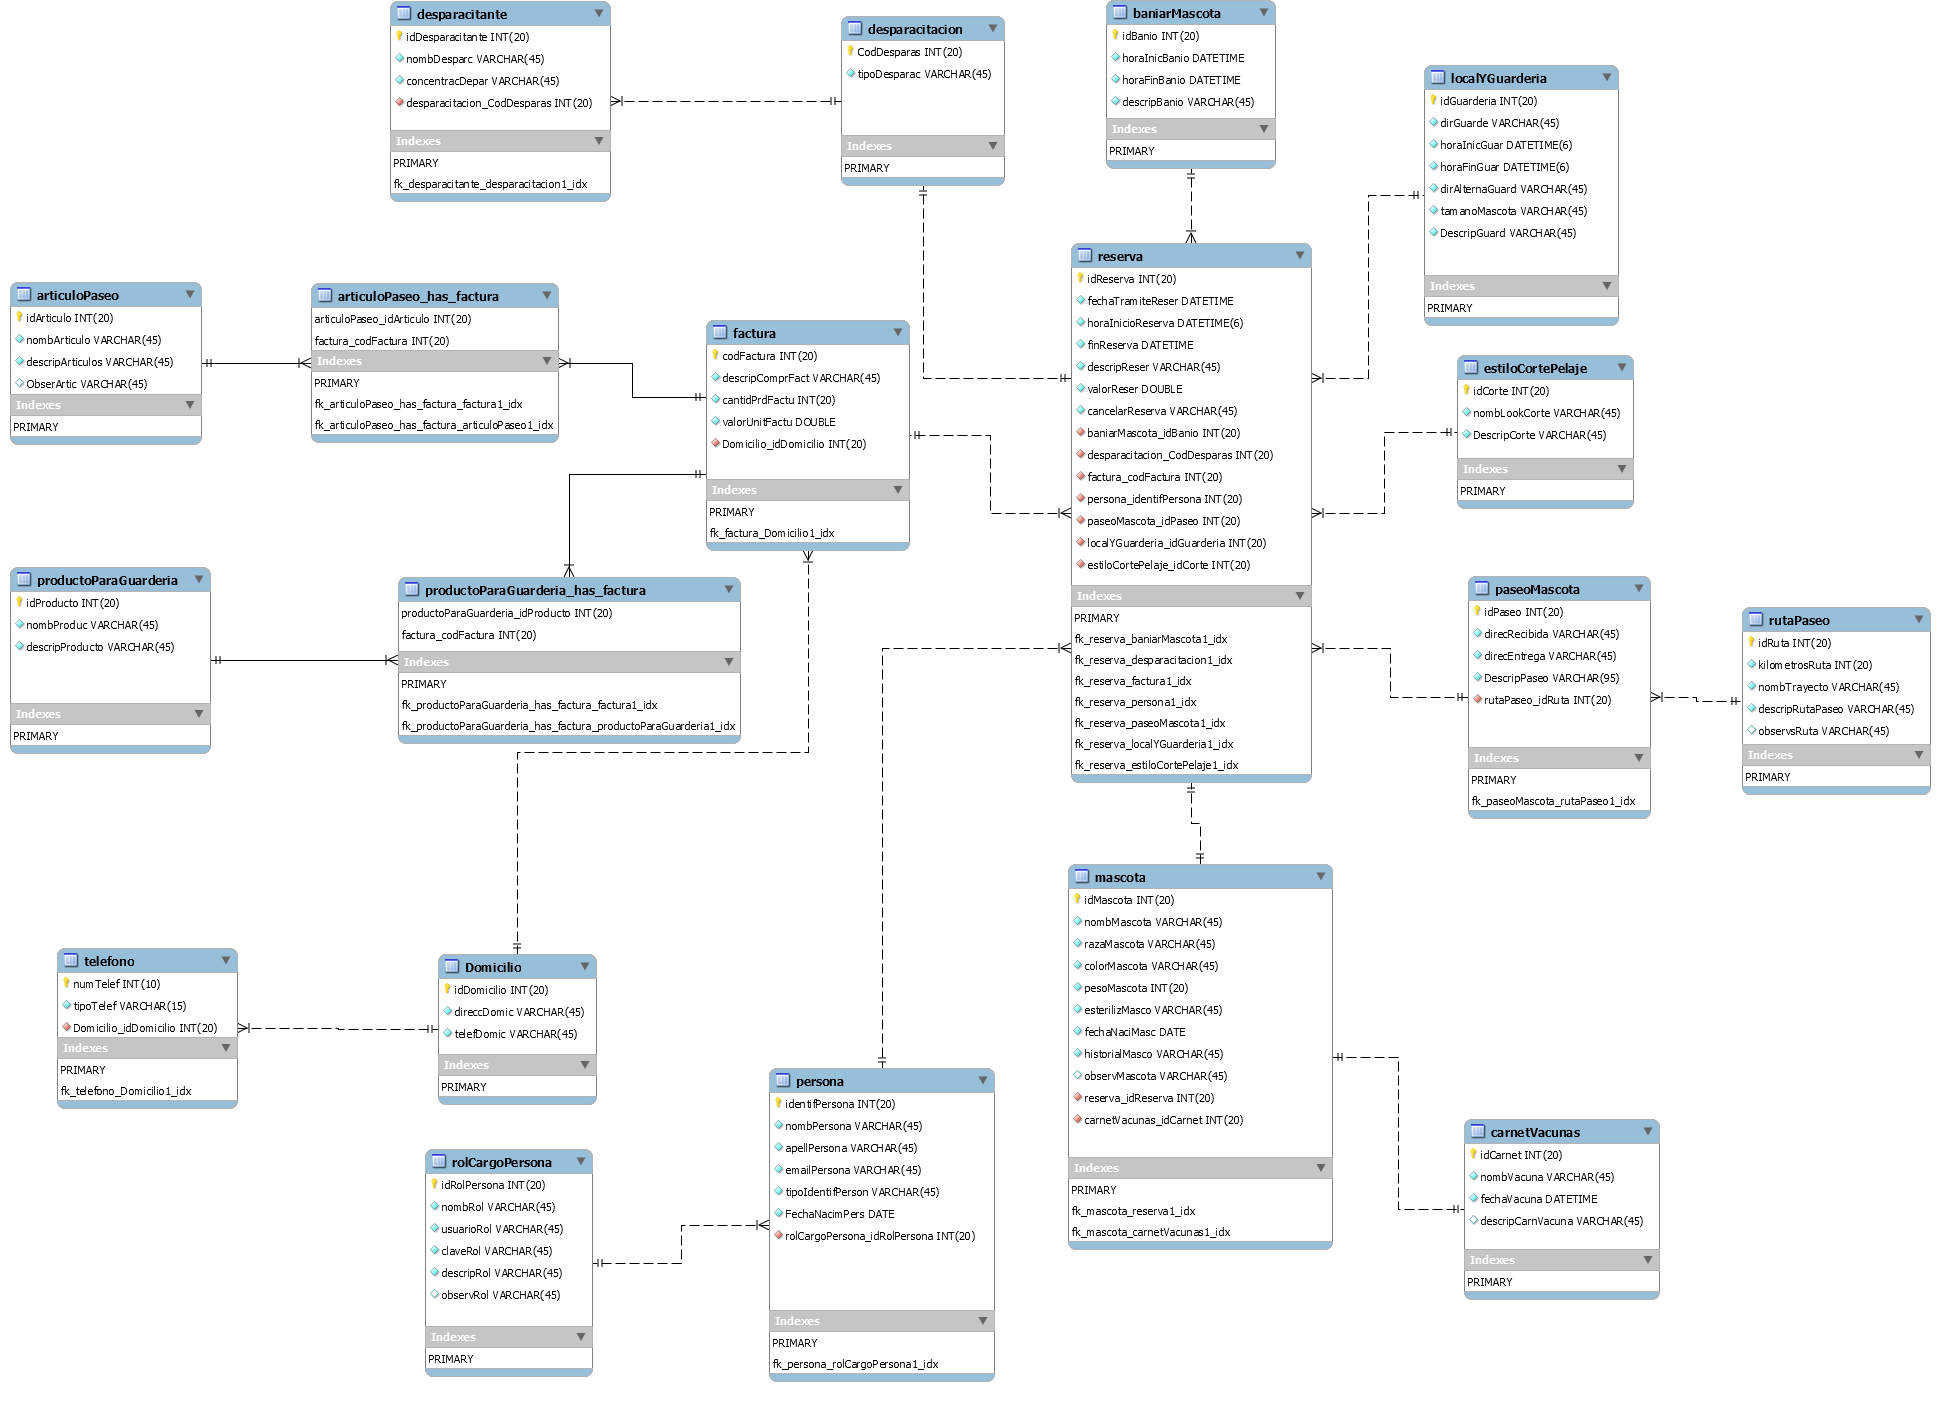 desparacitante
idDesparacitante INT(20)
nombDesparc VARCHAR(45)
concentracDepar VARCHAR(45)
desparacitacion_CodDesparas INT(20)
Indexes
PRIMARY
fk_desparacitante_desparacitacion1_idx
desparacitacion
CodDesparas INT(20)
tipoDesparac VARCHAR(45)
Indexes
PRIMARY
baniarMascota
idBanio INT(20)
horaInicBanio DATETIME
horaFinBanio DATETIME
descripBanio VARCHAR(45)
Indexes
PRIMARY
localYGuarderia
idGuarderia INT(20)
dirGuarde VARCHAR(45)
horaInicGuar DATETIME(6)
horaFinGuar DATETIME(6)
dirAlternaGuard VARCHAR(45)
tamanoMascota VARCHAR(45)
DescripGuard VARCHAR(45)
Indexes
PRIMARY
articuloPaseo
idArticulo INT(20)
nombArticulo VARCHAR(45)
descripArticulos VARCHAR(45)
ObserArtic VARCHAR(45)
Indexes
PRIMARY
articuloPaseo_has_factura
articuloPaseo_idArticulo INT(20)
factura_codFactura INT(20)
Indexes
PRIMARY
fk_articuloPaseo_has_factura_factura1_idx
fk_articuloPaseo_has_factura_articuloPaseo1_idx
factura
codFactura INT(20)
descripComprFact VARCHAR(45)
cantidPrdFactu INT(20)
valorUnitFactu DOUBLE
Domicilio_idDomicilio INT(20)
Indexes
PRIMARY
fk_factura_Domicilio1_idx
reserva
idReserva INT(20)
fechaTramiteReser DATETIME
horaInicioReserva DATETIME(6)
finReserva DATETIME
descripReser VARCHAR(45)
valorReser DOUBLE
cancelarReserva VARCHAR(45)
baniarMascota_idBanio INT(20)
desparacitacion_CodDesparas INT(20)
factura_codFactura INT(20)
persona_identifPersona INT(20)
paseoMascota_idPaseo INT(20)
localYGuarderia_idGuarderia INT(20)
estiloCortePelaje_idCorte INT(20)
Indexes
PRIMARY
fk_reserva_baniarMascota1_idx
fk_reserva_desparacitacion1_idx
fk_reserva_factura1_idx
fk_reserva_persona1_idx
fk_reserva_paseoMascota1_idx
fk_reserva_localYGuarderia1_idx
fk_reserva_estiloCortePelaje1_idx
estiloCortePelaje
idCorte INT(20)
nombLookCorte VARCHAR(45)
DescripCorte VARCHAR(45)
Indexes
PRIMARY
productoParaGuarderia
idProducto INT(20)
nombProduc VARCHAR(45)
descripProducto VARCHAR(45)
Indexes
PRIMARY
productoParaGuarderia_has_factura
productoParaGuarderia_idProducto INT(20)
factura_codFactura INT(20)
Indexes
PRIMARY
fk_productoParaGuarderia_has_factura_factura1_idx
fk_productoParaGuarderia_has_factura_productoParaGuarderia1_idx
paseoMascota
idPaseo INT(20)
direcRecibida VARCHAR(45)
direcEntrega VARCHAR(45)
DescripPaseo VARCHAR(95)
rutaPaseo_idRuta INT(20)
Indexes
PRIMARY
fk_paseoMascota_rutaPaseo1_idx
rutaPaseo
idRuta INT(20)
kilometrosRuta INT(20)
nombTrayecto VARCHAR(45)
descripRutaPaseo VARCHAR(45)
observsRuta VARCHAR(45)
Indexes
PRIMARY
mascota
idMascota INT(20)
nombMascota VARCHAR(45)
razaMascota VARCHAR(45)
colorMascota VARCHAR(45)
pesoMascota INT(20)
esterilizMasco VARCHAR(45)
fechaNaciMasc DATE
historialMasco VARCHAR(45)
observMascota VARCHAR(45)
reserva_idReserva INT(20)
carnetVacunas_idCarnet INT(20)
Indexes
PRIMARY
fk_mascota_reserva1_idx
fk_mascota_carnetVacunas1_idx
telefono
numTelef INT(10)
tipoTelef VARCHAR(15)
Domicilio_idDomicilio INT(20)
Indexes
PRIMARY
fk_telefono_Domicilio1_idx
Domicilio
idDomicilio INT(20)
direccDomic VARCHAR(45)
telefDomic VARCHAR(45)
Indexes
PRIMARY
persona
identifPersona INT(20)
nombPersona VARCHAR(45)
apellPersona VARCHAR(45)
emailPersona VARCHAR(45)
tipoIdentifPerson VARCHAR(45)
FechaNacimPers DATE
rolCargoPersona_idRolPersona INT(20)
Indexes
PRIMARY
fk_persona_rolCargoPersona1_idx
rolCargoPersona
idRolPersona INT(20)
nombRol VARCHAR(45)
usuarioRol VARCHAR(45)
claveRol VARCHAR(45)
descripRol VARCHAR(45)
observRol VARCHAR(45)
Indexes
PRIMARY
carnetVacunas
idCarnet INT(20)
nombVacuna VARCHAR(45)
fechaVacuna DATETIME
descripCarnVacuna VARCHAR(45)
Indexes
PRIMARY